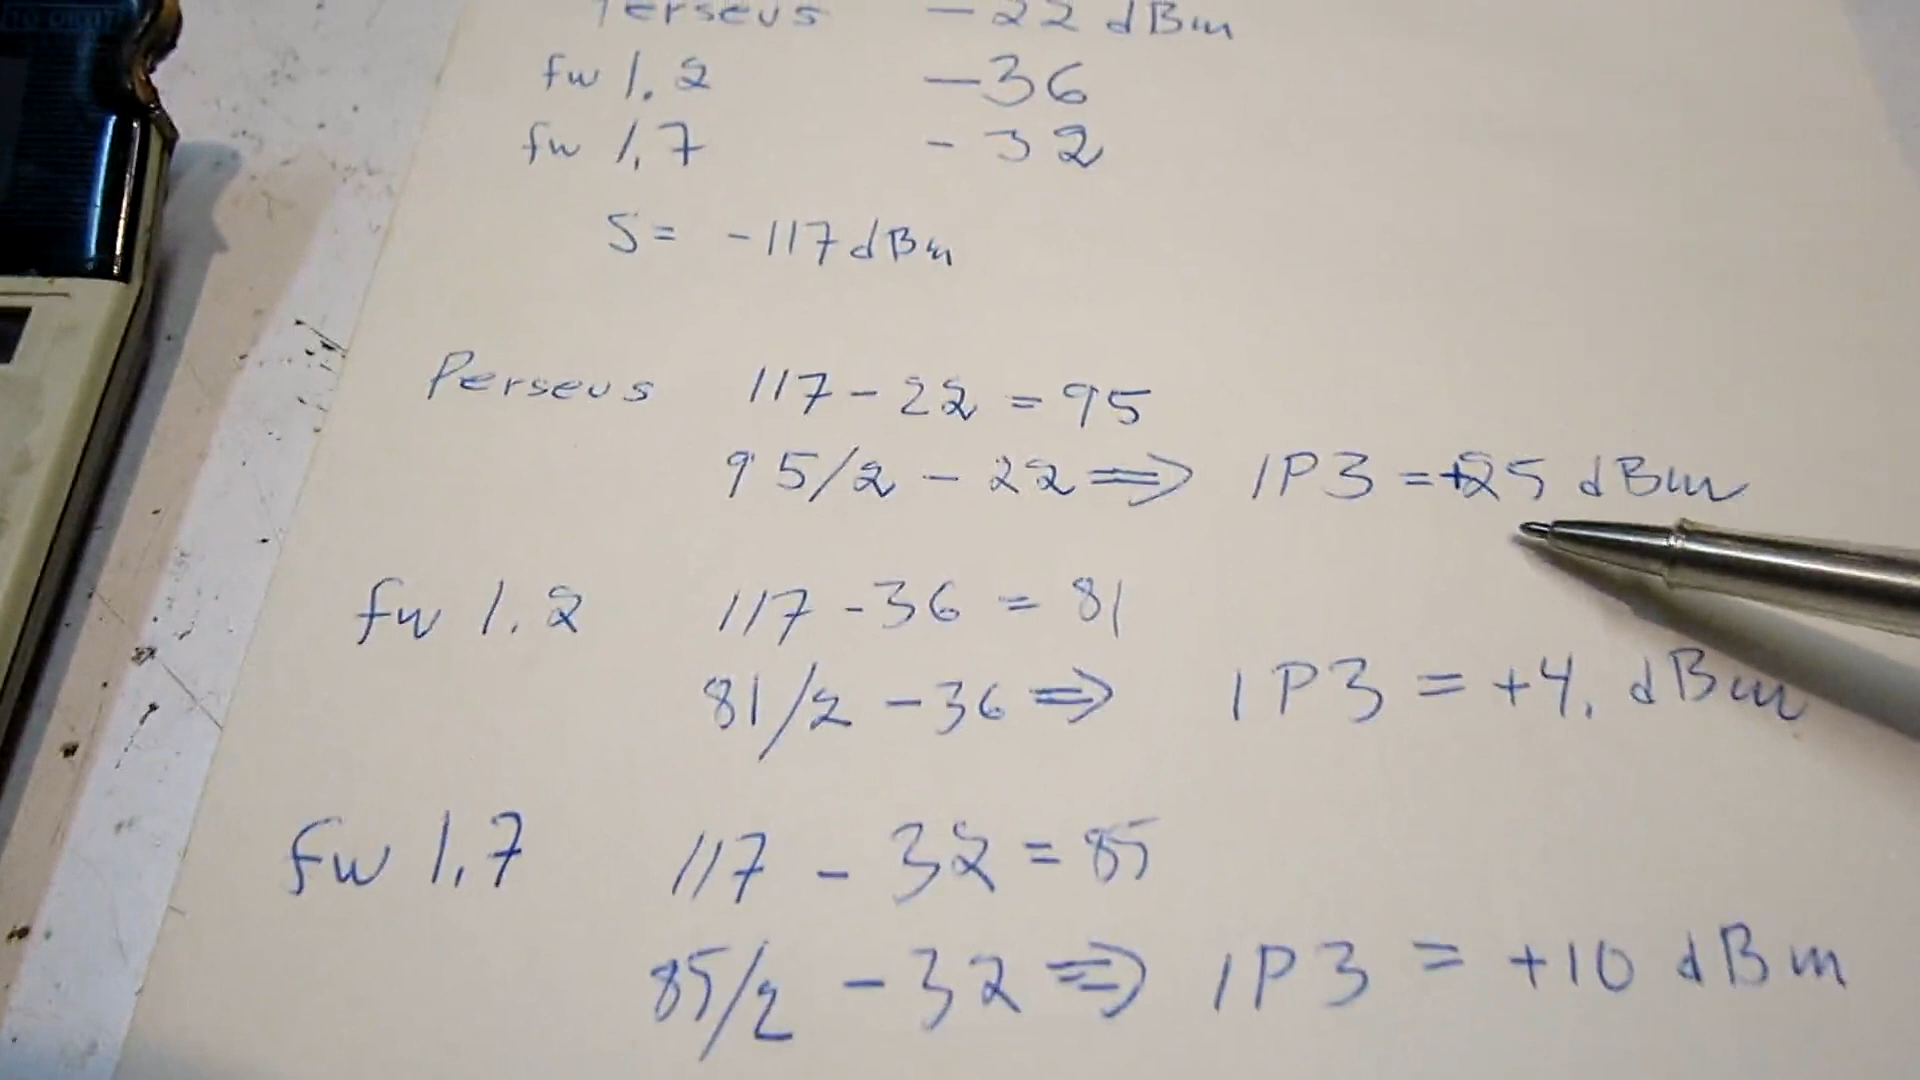 Perseus -22 dBm
fw 1.2 -36
fw 1,7 -32
S= -117 dBm
Perseus 117-22 = 95
95/2 - 22 ⇒ IP3 = +25 dBm
fw 1.2 117-36 = 81
81/2 - 36 ⇒ IP3 = +4. dBm
fw 1,7 117 - 32 = 85
85/2 - 32 ⇒ IP3 = +10 dBm